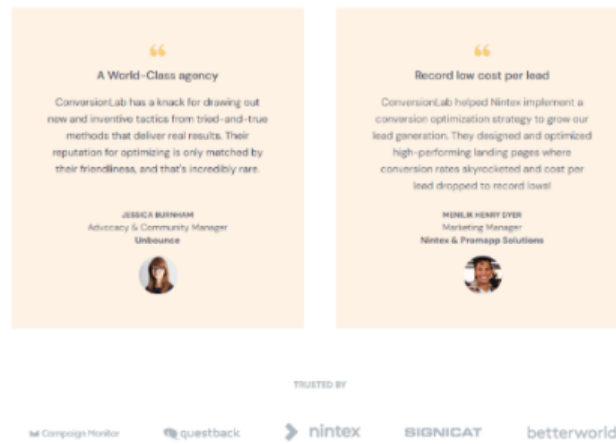 A World-Class agency
ConversionLab has a knack for drawing out
new and inventive tactics from tried-and-true
methods that deliver real results. Their
reputation for optimizing is only matched by
their friendliness, and that's incredibly rare.
JESSICA BURNHAM
Advocacy & Community Manager
Unbounce
Record low cost per lead
ConversionLab helped Nintex implement a
conversion optimization strategy to grow our
lead generation. They designed and optimized
high-performing landing pages where
conversion rates skyrocketed and cost per
lead dropped to record lows!
MENILIK HENRY DYER
Marketing Manager
Nintex & Promapp Solutions
TRUSTED BY
Campaign Monitor
questback
nintex
SIGNICAT
betterworld